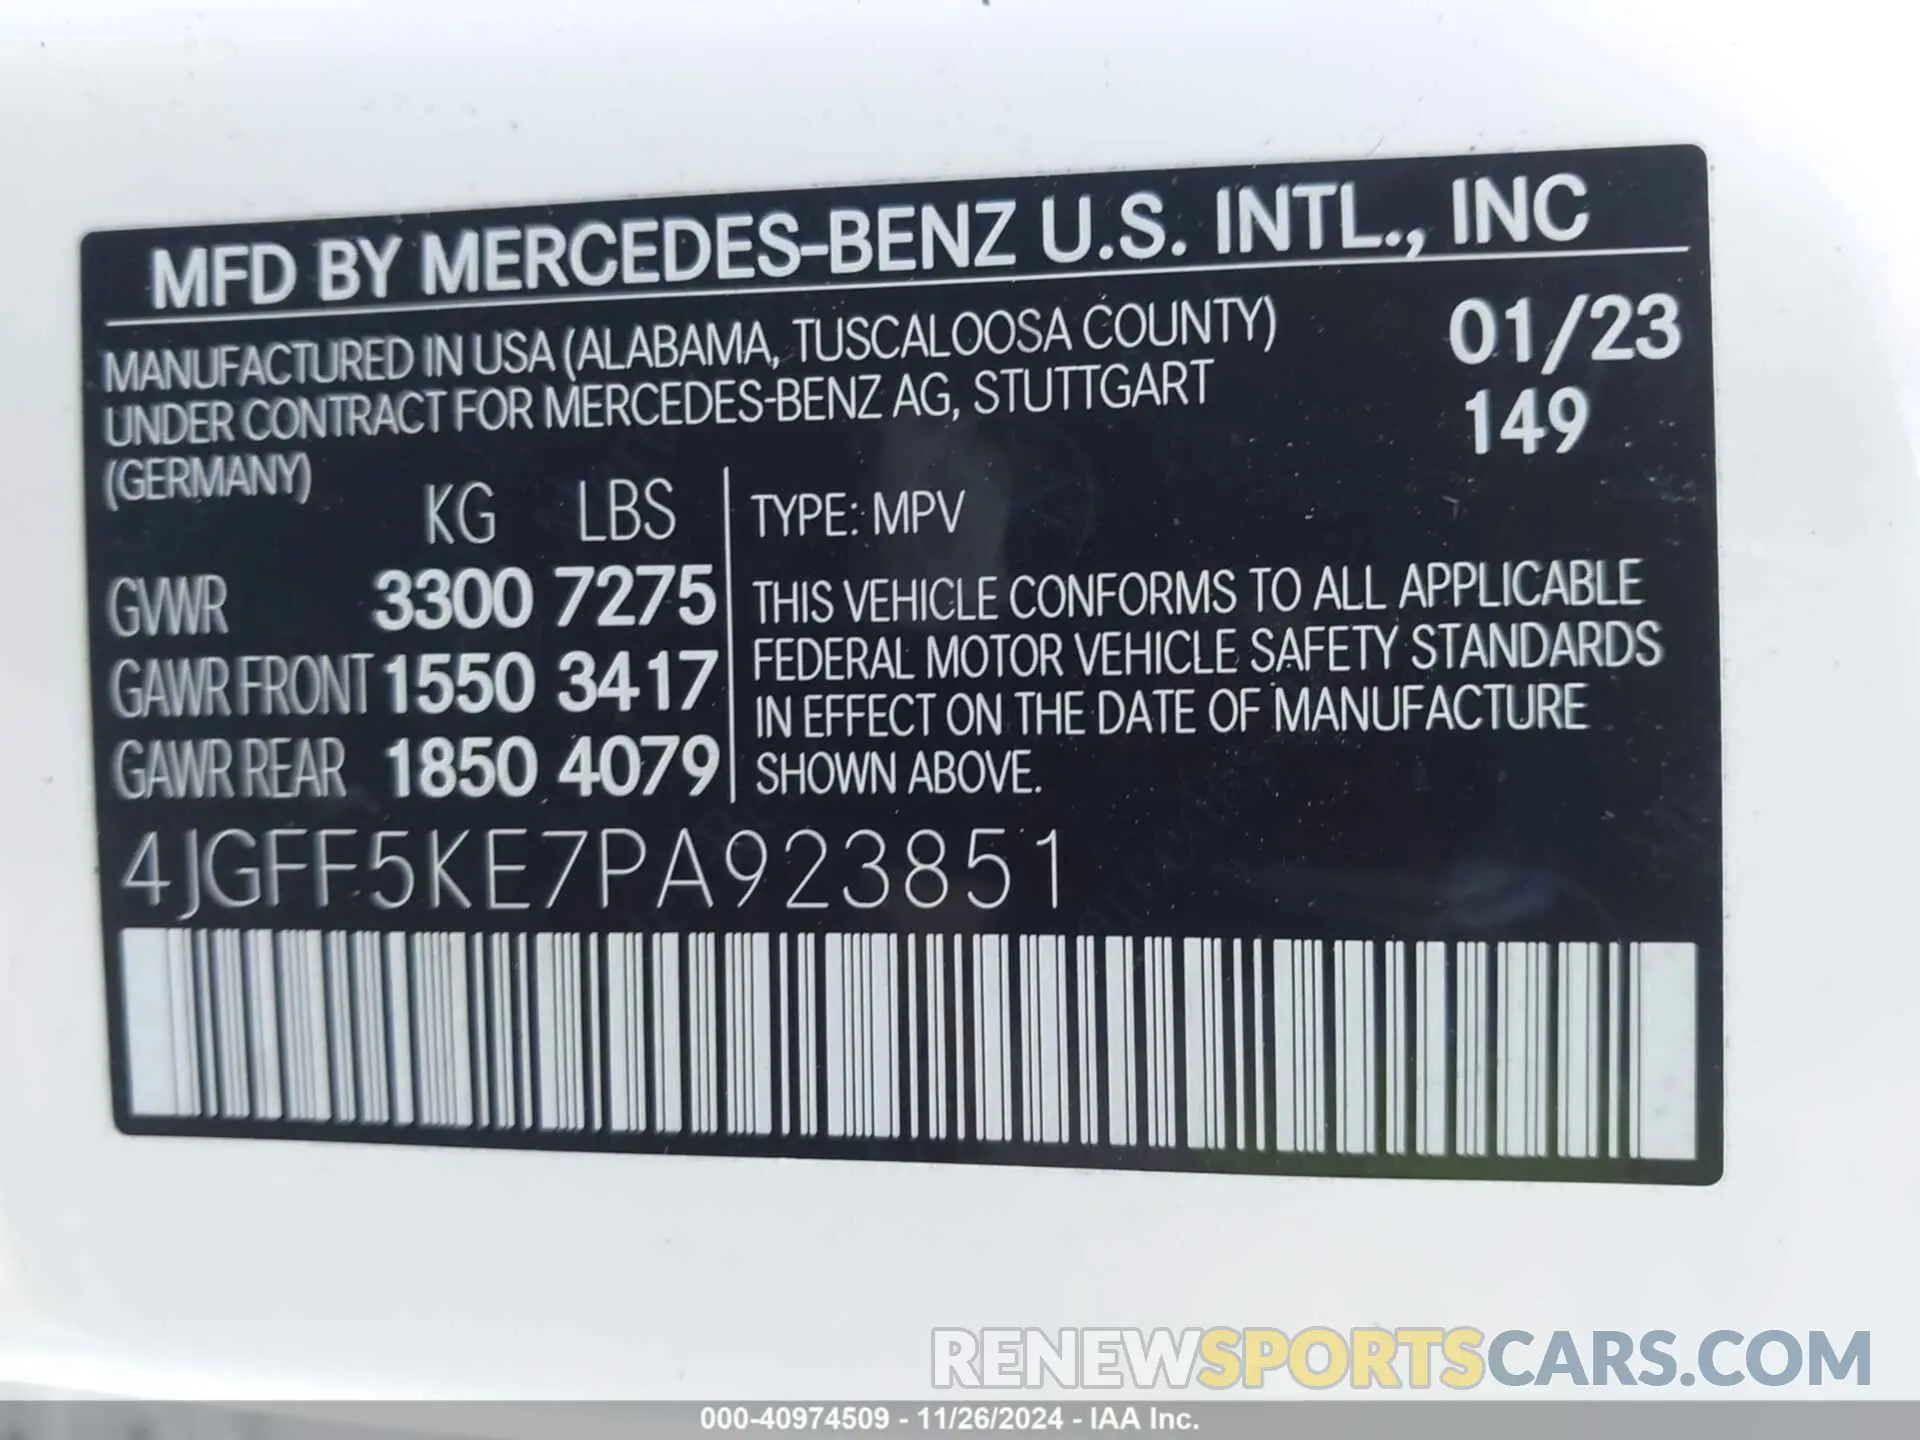 MFD BY MERCEDES-BENZ U.S. INTL., INC
MANUFACTURED IN USA (ALABAMA, TUSCALOOSA COUNTY)
UNDER CONTRACT FOR MERCEDES-BENZ AG, STUTTGART
(GERMANY)
01/23
149
KG LBS
GVWR 3300 7275
GAWR FRONT 1550 3417
GAWR REAR 1850 4079
TYPE: MPV
THIS VEHICLE CONFORMS TO ALL APPLICABLE
FEDERAL MOTOR VEHICLE SAFETY STANDARDS
IN EFFECT ON THE DATE OF MANUFACTURE
SHOWN ABOVE.
4JGFF5KE7PA923851
RENEWSPORTSCARS.COM
000-40974509 - 11/26/2024 - IAA Inc.